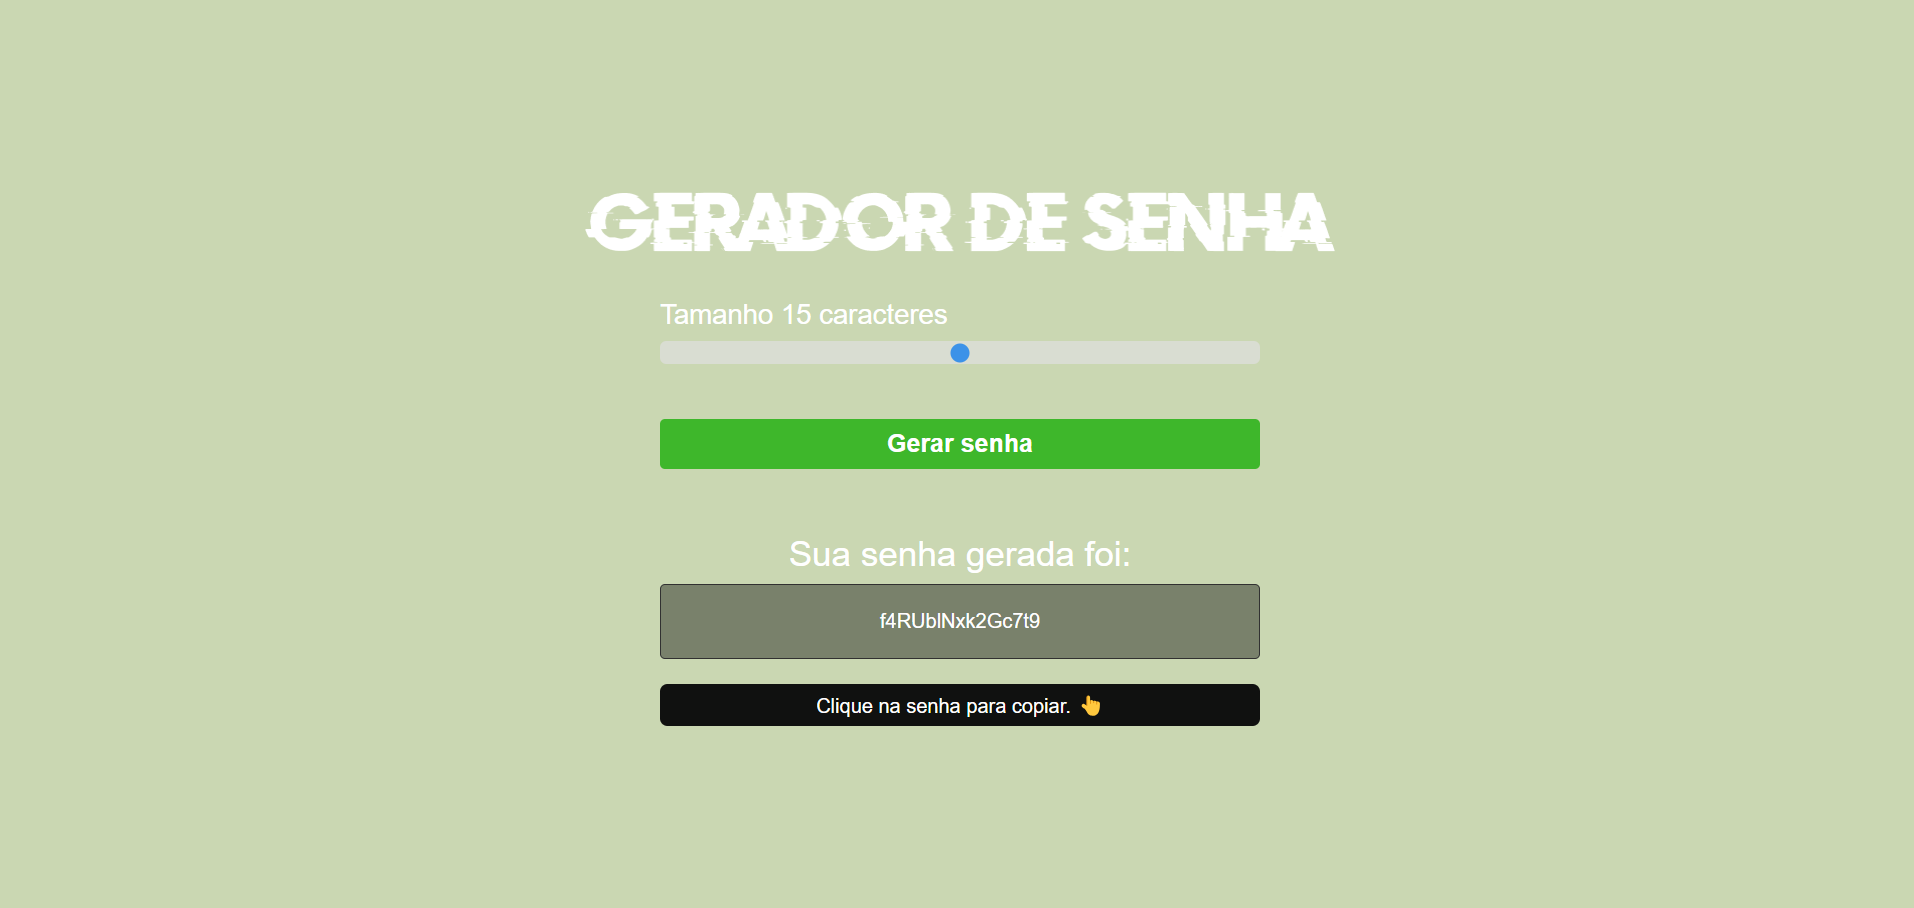 GERADOR DE SENHA
Tamanho 15 caracteres
Gerar senha
Sua senha gerada foi:
f4RUblNxk2Gc7t9
Clique na senha para copiar. 👆